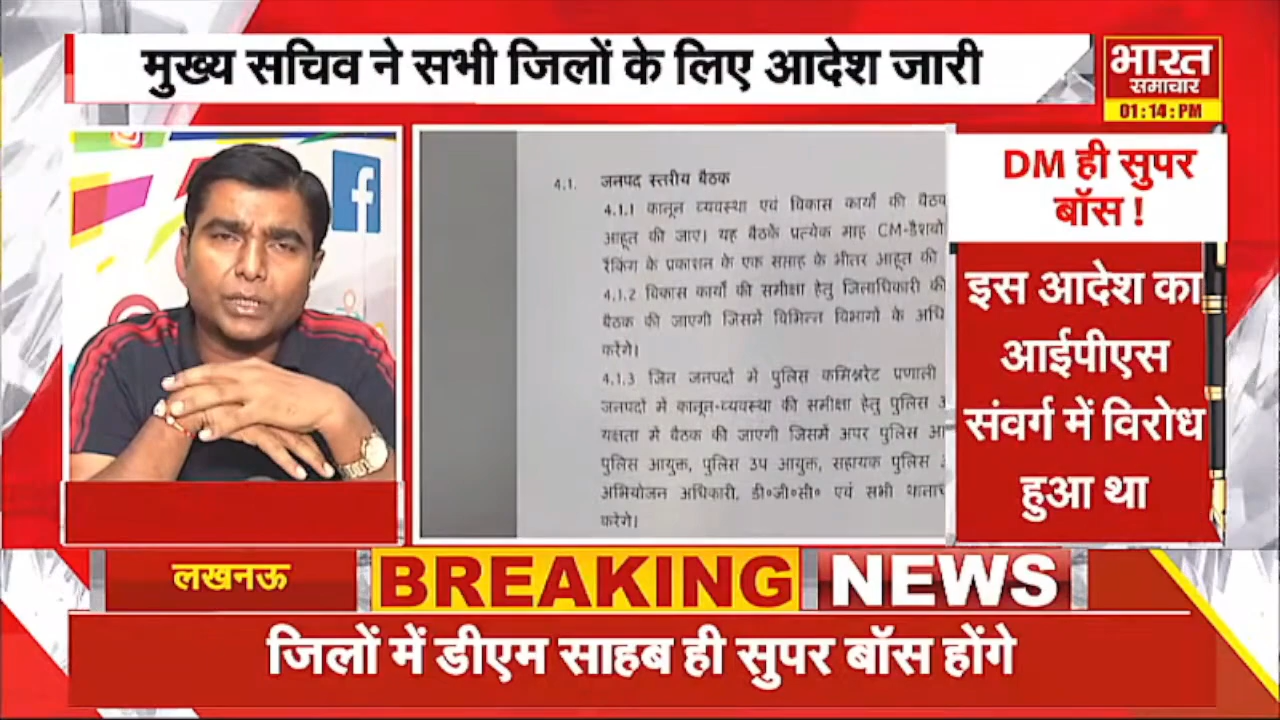 मुख्य सचिव ने सभी जिलों के लिए आदेश जारी
भारत
समाचार
01:14:PM
DM ही सुपर
बॉस !
इस आदेश का
आईपीएस
संवर्ग में विरोध
हुआ था
4.1. जनपद स्तरीय बैठक
4.1.1 कानून व्यवस्था एवं विकास कार्यों की
आहूत की जाए। यह बैठकें प्रत्येक माह
रैंकिंग के प्रकाशन के एक सप्ताह के भीतर आहूत की
4.1.2 विकास कार्यों की समीक्षा हेतु जिलाधिकारी की
बैठक की जाएगी जिसमें विभिन्न विभागों के
करेंगे।
4.1.3 जिन जनपदों में पुलिस कमिश्नरेट प्रणाली
जनपदों में कानून-व्यवस्था की समीक्षा हेतु पुलिस
यक्षता में बैठक की जाएगी जिसमें अपर पुलिस
पुलिस आयुक्त, पुलिस उप आयुक्त, सहायक पुलिस
अभियोजन अधिकारी, डी०जी०सी० एवं सभी
करेंगे।
लखनऊ
BREAKING NEWS
जिलों में डीएम साहब ही सुपर बॉस होंगे